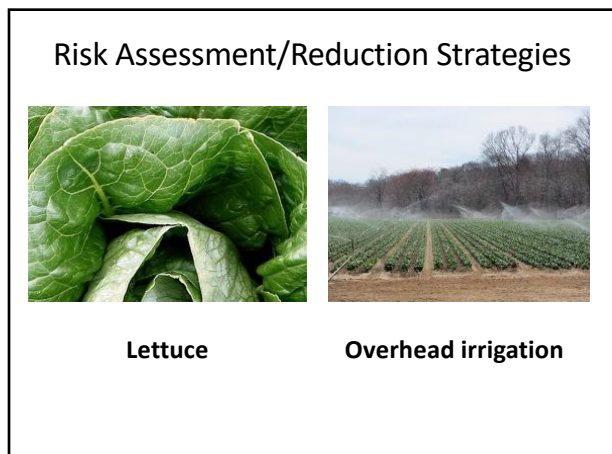 Risk Assessment/Reduction Strategies
Lettuce
Overhead irrigation